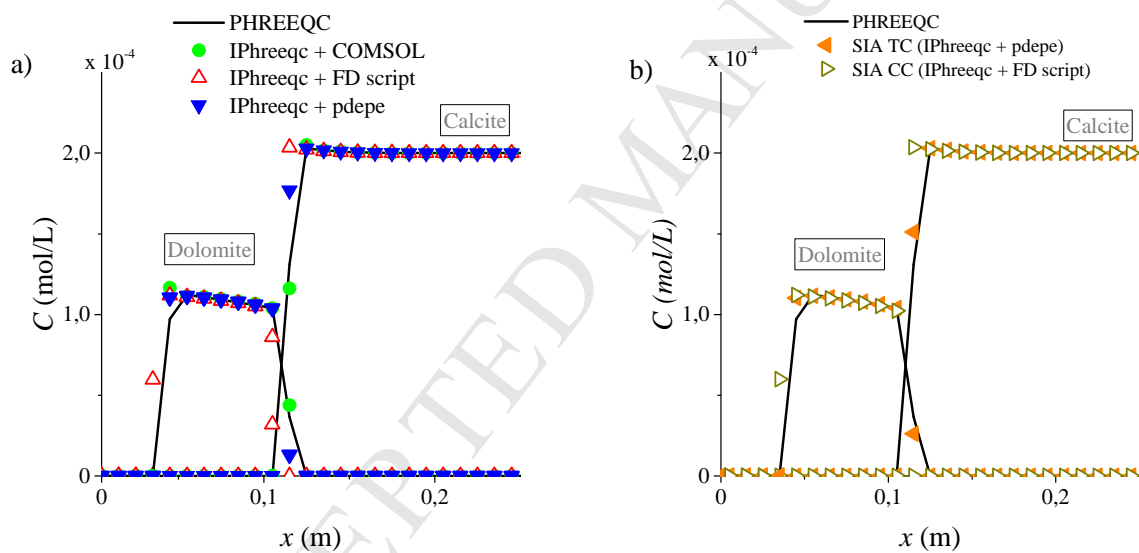 PHREEQC
IPhreeqc + COMSOL
IPhreeqc + FD script
IPhreeqc + pdepe
a)
x 10⁻⁴
Calcite
2,0
Dolomite
1,0
C (mol/L)
0
0
0,1
0,2
x (m)
PHREEQC
SIA TC (IPhreeqc + pdepe)
SIA CC (IPhreeqc + FD script)
b)
x 10⁻⁴
Calcite
2,0
Dolomite
1,0
C (mol/L)
0
0
0,1
0,2
x (m)
EPTED MANU